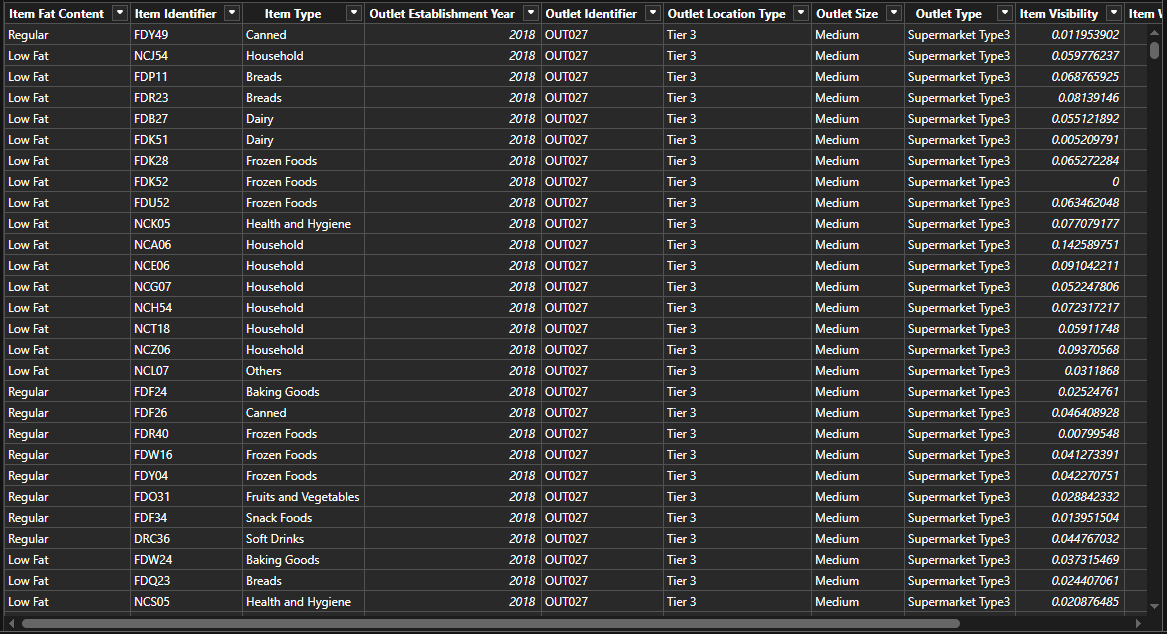 Item Fat Content Item Identifier Item Type Outlet Establishment Year Outlet Identifier Outlet Location Type Outlet Size Outlet Type Item Visibility Item
Regular FDY49 Canned 2018 OUT027 Tier 3 Medium Supermarket Type3 0.011953902
Low Fat NCJ54 Household 2018 OUT027 Tier 3 Medium Supermarket Type3 0.059776237
Low Fat FDP11 Breads 2018 OUT027 Tier 3 Medium Supermarket Type3 0.068765925
Low Fat FDR23 Breads 2018 OUT027 Tier 3 Medium Supermarket Type3 0.08139146
Low Fat FDB27 Dairy 2018 OUT027 Tier 3 Medium Supermarket Type3 0.055121892
Low Fat FDK51 Dairy 2018 OUT027 Tier 3 Medium Supermarket Type3 0.005209791
Low Fat FDK28 Frozen Foods 2018 OUT027 Tier 3 Medium Supermarket Type3 0.065272284
Low Fat FDK52 Frozen Foods 2018 OUT027 Tier 3 Medium Supermarket Type3 0
Low Fat FDU52 Frozen Foods 2018 OUT027 Tier 3 Medium Supermarket Type3 0.063462048
Low Fat NCK05 Health and Hygiene 2018 OUT027 Tier 3 Medium Supermarket Type3 0.077079177
Low Fat NCA06 Household 2018 OUT027 Tier 3 Medium Supermarket Type3 0.142589751
Low Fat NCE06 Household 2018 OUT027 Tier 3 Medium Supermarket Type3 0.091042211
Low Fat NCG07 Household 2018 OUT027 Tier 3 Medium Supermarket Type3 0.052247806
Low Fat NCH54 Household 2018 OUT027 Tier 3 Medium Supermarket Type3 0.072317217
Low Fat NCT18 Household 2018 OUT027 Tier 3 Medium Supermarket Type3 0.05911748
Low Fat NCZ06 Household 2018 OUT027 Tier 3 Medium Supermarket Type3 0.09370568
Low Fat NCL07 Others 2018 OUT027 Tier 3 Medium Supermarket Type3 0.0311868
Regular FDF24 Baking Goods 2018 OUT027 Tier 3 Medium Supermarket Type3 0.02524761
Regular FDF26 Canned 2018 OUT027 Tier 3 Medium Supermarket Type3 0.046408928
Regular FDR40 Frozen Foods 2018 OUT027 Tier 3 Medium Supermarket Type3 0.00799548
Regular FDW16 Frozen Foods 2018 OUT027 Tier 3 Medium Supermarket Type3 0.041273391
Regular FDY04 Frozen Foods 2018 OUT027 Tier 3 Medium Supermarket Type3 0.042270751
Regular FDO31 Fruits and Vegetables 2018 OUT027 Tier 3 Medium Supermarket Type3 0.028842332
Regular FDF34 Snack Foods 2018 OUT027 Tier 3 Medium Supermarket Type3 0.013951504
Regular DRC36 Soft Drinks 2018 OUT027 Tier 3 Medium Supermarket Type3 0.044767032
Low Fat FDW24 Baking Goods 2018 OUT027 Tier 3 Medium Supermarket Type3 0.037315469
Low Fat FDQ23 Breads 2018 OUT027 Tier 3 Medium Supermarket Type3 0.024407061
Low Fat NCS05 Health and Hygiene 2018 OUT027 Tier 3 Medium Supermarket Type3 0.020876485